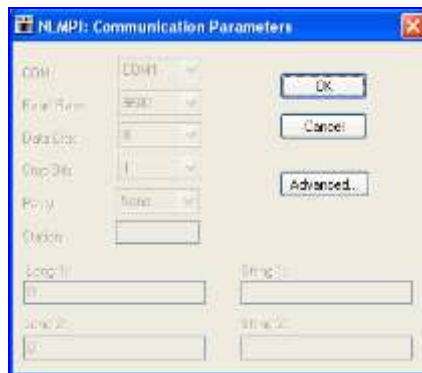 NLMPI: Communication Parameters
COM COM1
Baud Rate 9600
OK
Data Bits 8
Cancel
Stop Bits 1
Parity None
Advanced...
Station
Long 1: String 1:
0
Long 2: String 2:
0